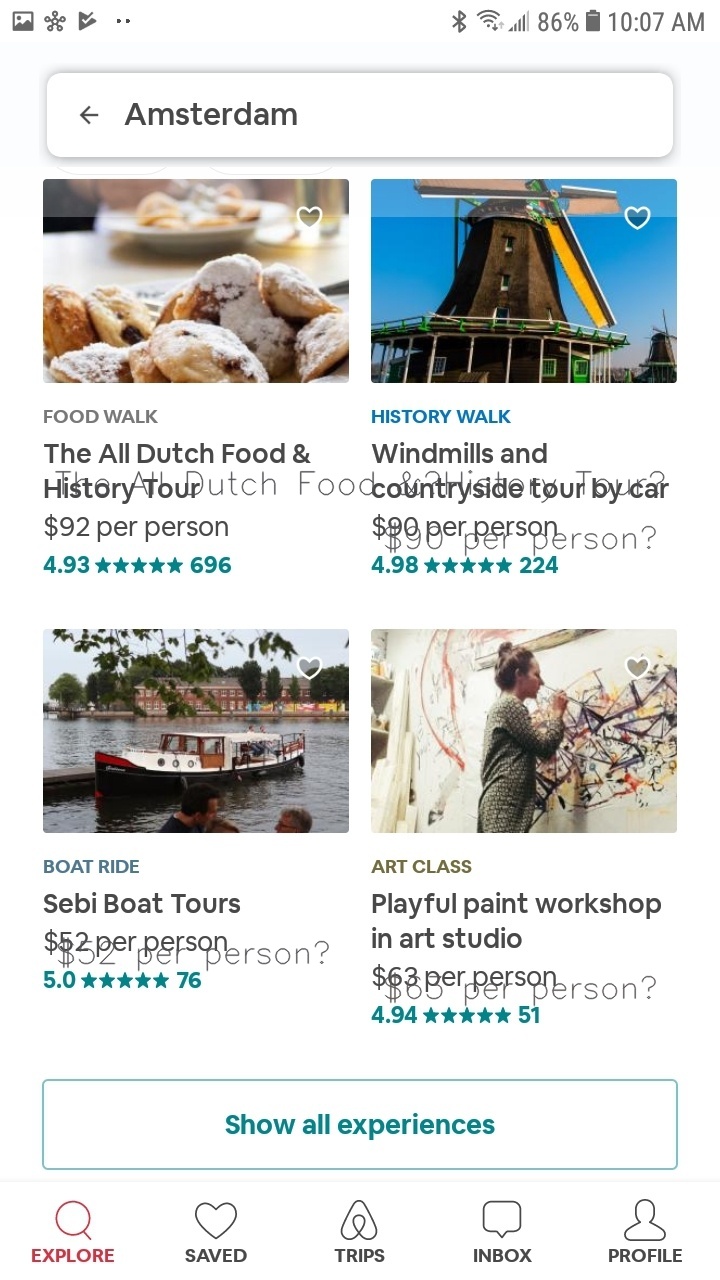 86% 10:07 AM
Amsterdam
FOOD WALK
The All Dutch Food &
History Tour
$92 per person
4.93 ★★★★★ 696
HISTORY WALK
Windmills and
countryside tour by car
$90 per person
4.98 ★★★★★ 224
The All Dutch Food &?History Tour?
$90 per person?
BOAT RIDE
Sebi Boat Tours
$52 per person
$52 per person?
5.0 ★★★★★ 76
ART CLASS
Playful paint workshop
in art studio
$63 per person
$63 per person?
4.94 ★★★★★ 51
Show all experiences
EXPLORE SAVED TRIPS INBOX PROFILE